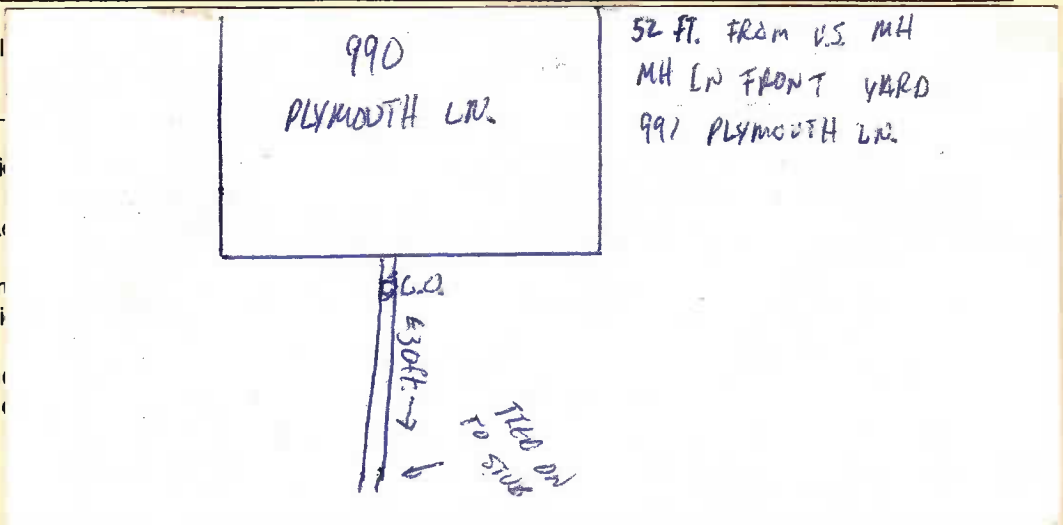 990
PLYMOUTH LN.
52 FT. FROM U.S. MH
MH IN FRONT YARD
991 PLYMOUTH LN.
C.O.
←30ft.→
TIED ON
TO STUB